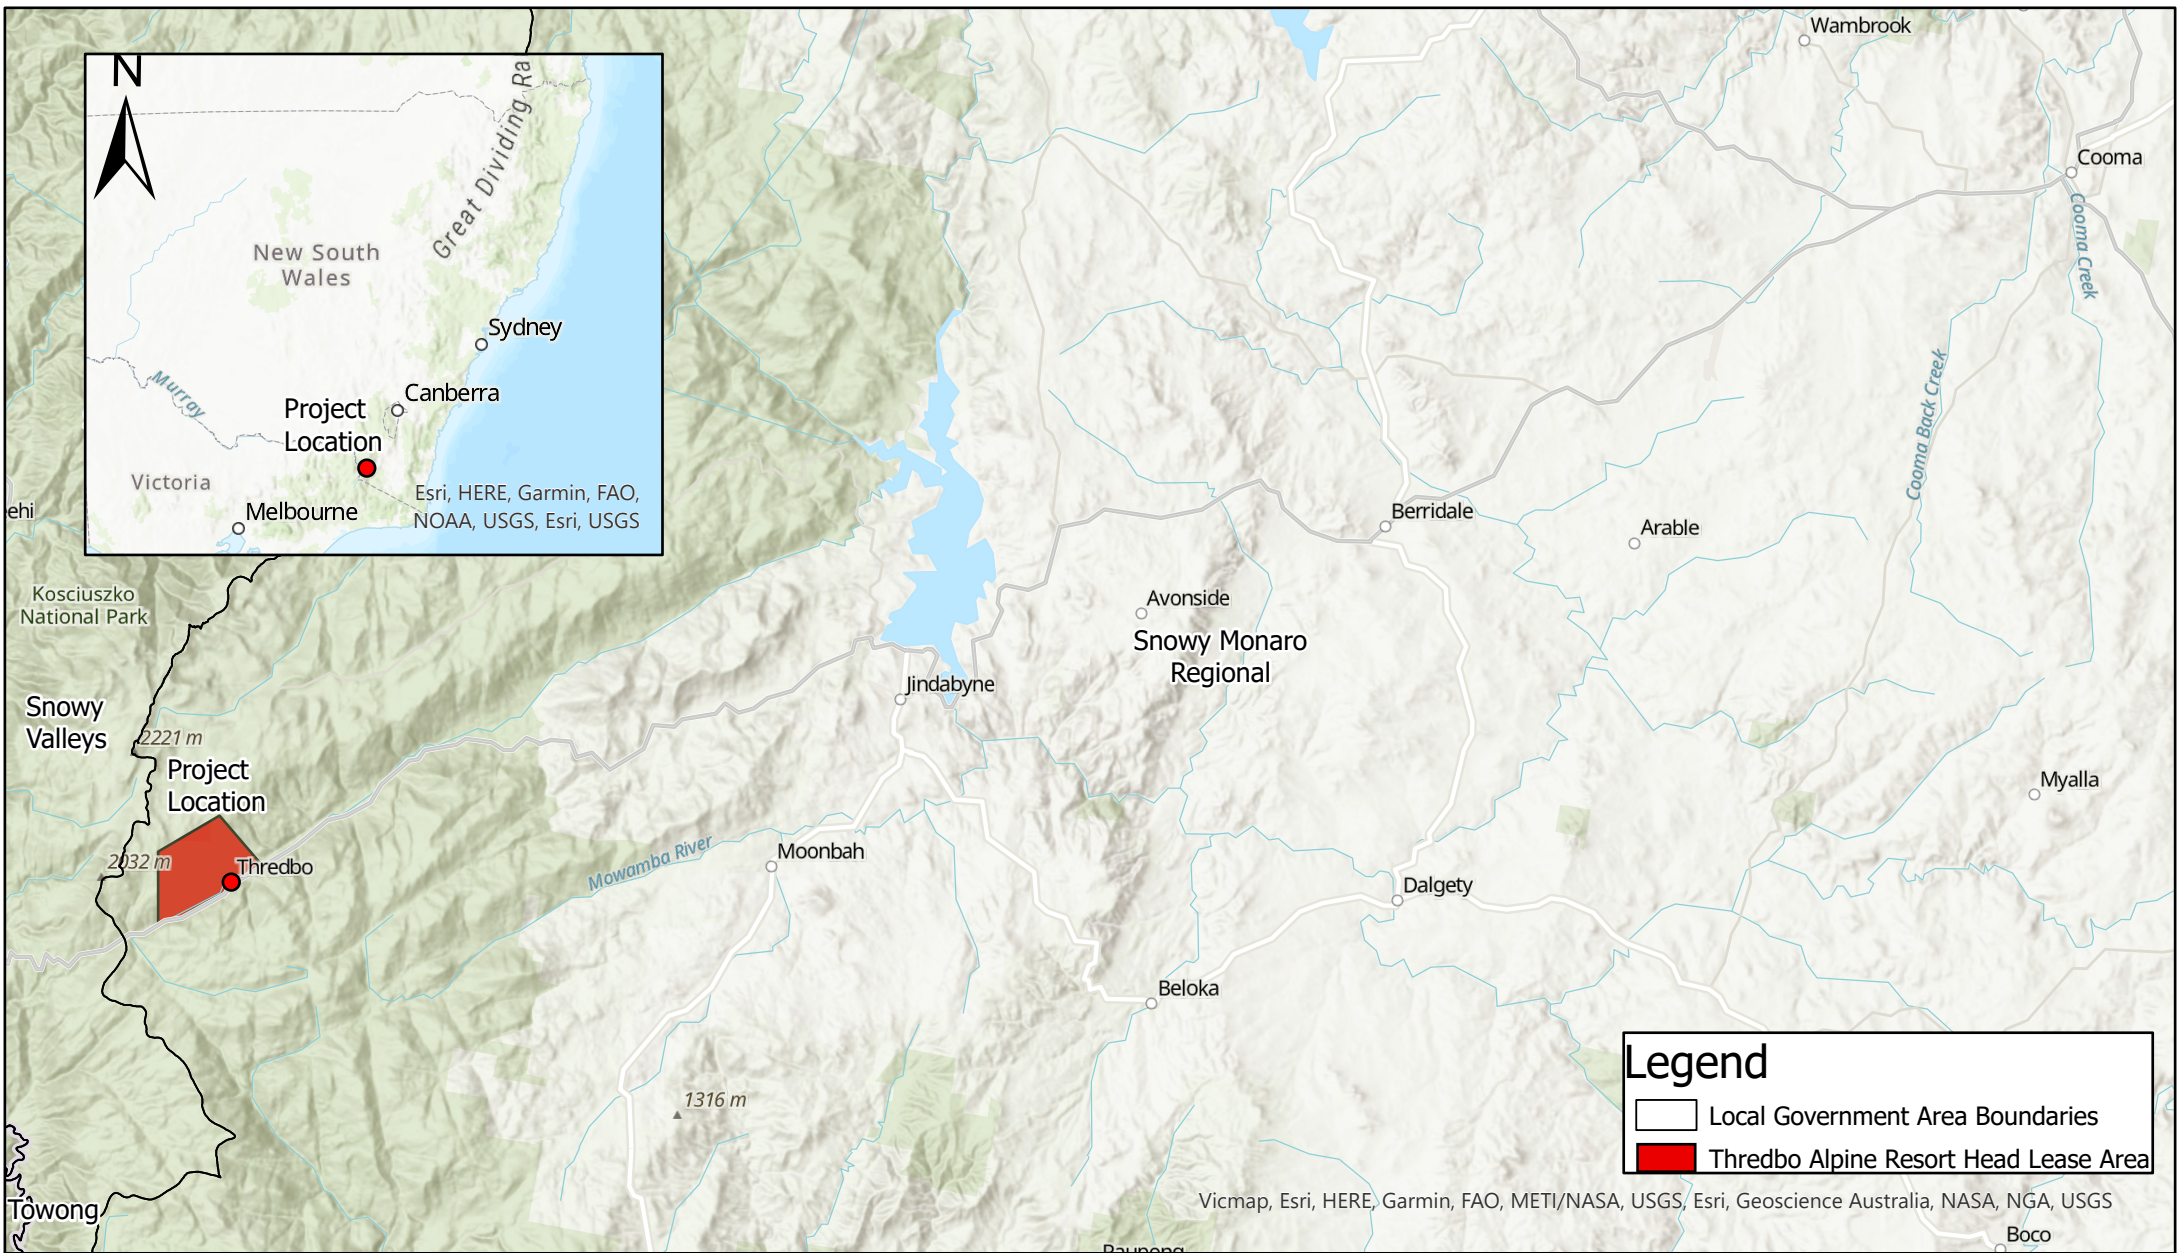 Wambrook
N
Great Dividing Ra
Cooma
Cooma Creek
New South
Wales
Sydney
Murray
Canberra
Project
Location
Cooma Back Creek
Victoria
Esri, HERE, Garmin, FAO,
NOAA, USGS, Esri, USGS
Melbourne
ehi
Berridale
Arable
Kosciuszko
National Park
Avonside
Snowy Monaro
Regional
Jindabyne
Snowy
Valleys
2221 m
Project
Location
Myalla
Moonbah
Mowamba River
2032 m
Thredbo
Dalgety
Beloka
Legend
1316 m
Local Government Area Boundaries
Thredbo Alpine Resort Head Lease Area
Towong
Vicmap, Esri, HERE, Garmin, FAO, METI/NASA, USGS, Esri, Geoscience Australia, NASA, NGA, USGS
Boco